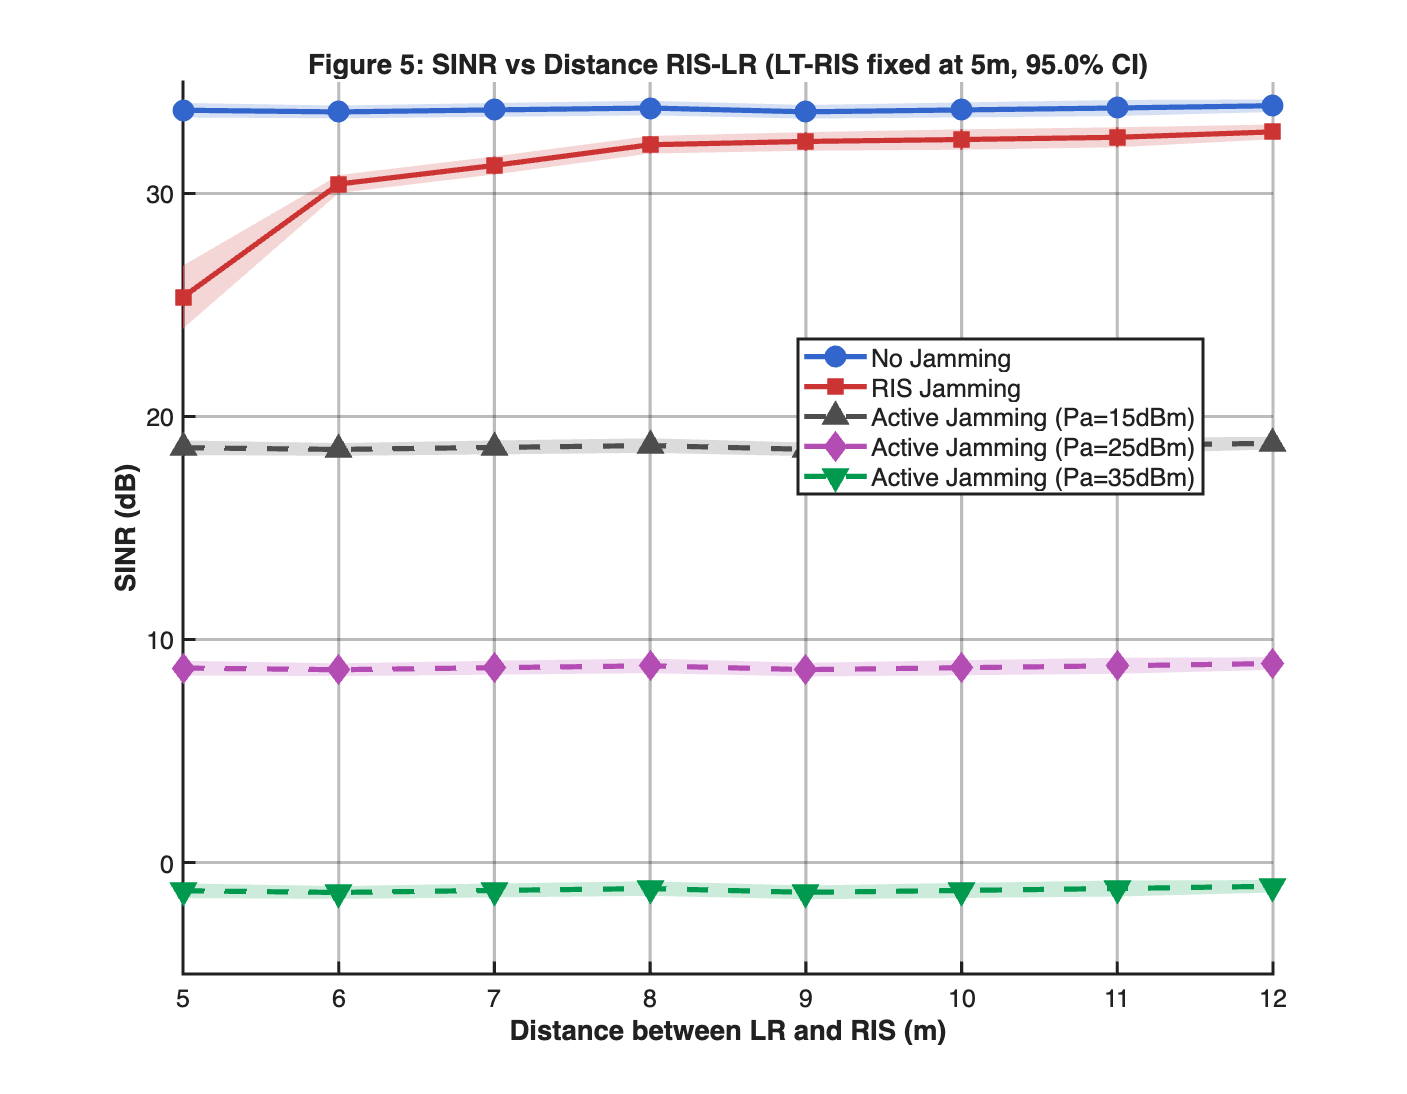 Figure 5: SINR vs Distance RIS-LR (LT-RIS fixed at 5m, 95.0% CI)
30
20
10
0
SINR (dB)
No Jamming
RIS Jamming
Active Jamming (Pa=15dBm)
Active Jamming (Pa=25dBm)
Active Jamming (Pa=35dBm)
5 6 7 8 9 10 11 12
Distance between LR and RIS (m)